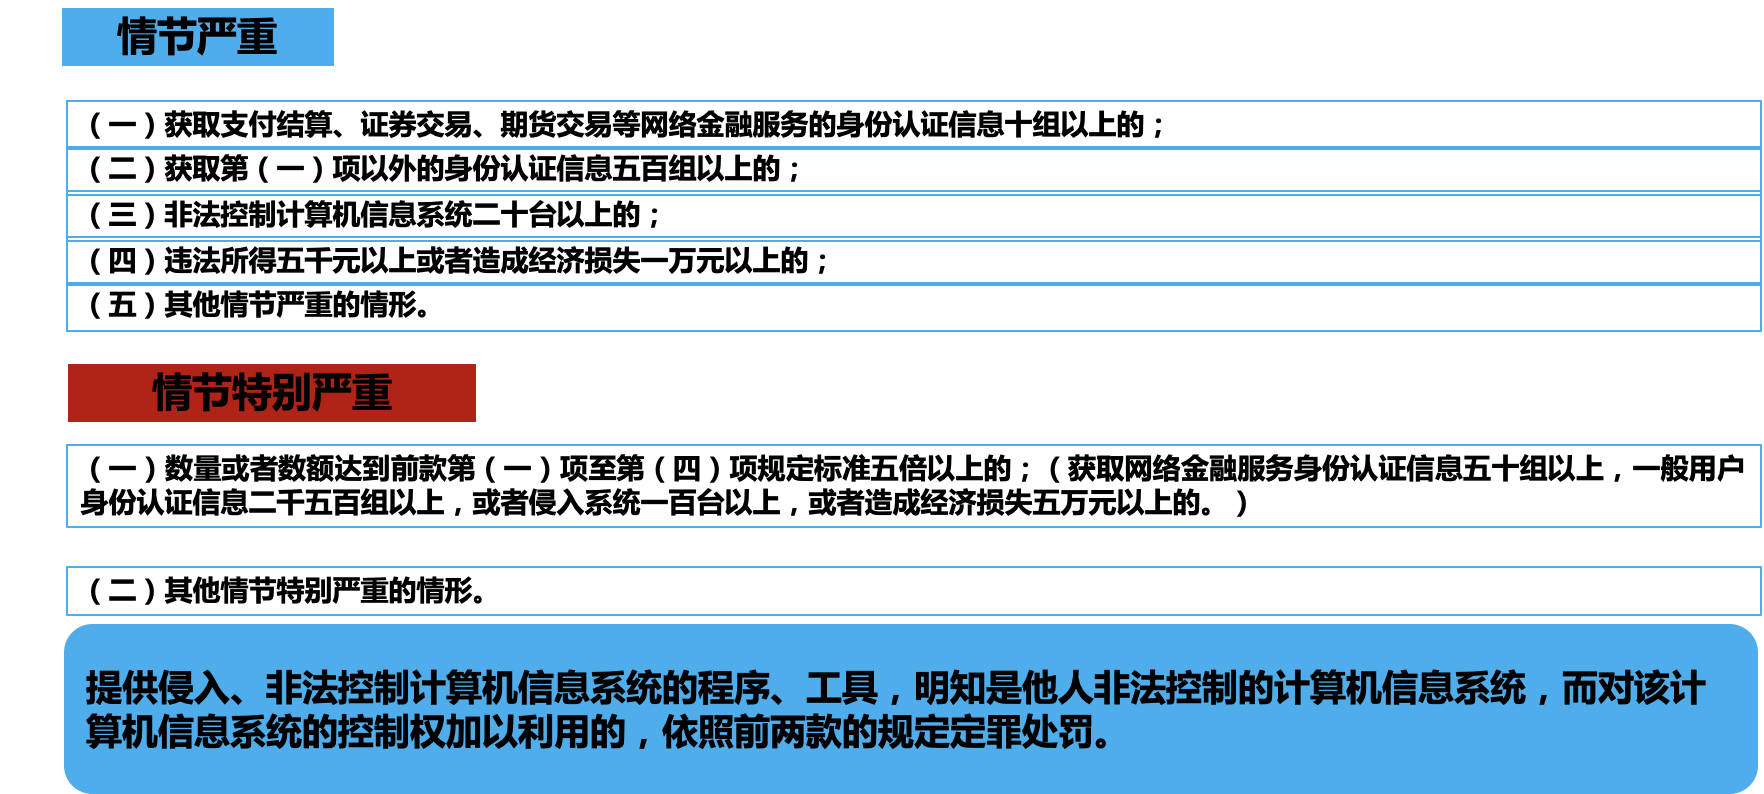 情节严重
（一）获取支付结算、证券交易、期货交易等网络金融服务的身份认证信息十组以上的；
（二）获取第（一）项以外的身份认证信息五百组以上的；
（三）非法控制计算机信息系统二十台以上的；
（四）违法所得五千元以上或者造成经济损失一万元以上的；
（五）其他情节严重的情形。
情节特别严重
（一）数量或者数额达到前款第（一）项至第（四）项规定标准五倍以上的；（获取网络金融服务身份认证信息五十组以上，一般用户
身份认证信息二千五百组以上，或者侵入系统一百台以上，或者造成经济损失五万元以上的。）
（二）其他情节特别严重的情形。
提供侵入、非法控制计算机信息系统的程序、工具，明知是他人非法控制的计算机信息系统，而对该计
算机信息系统的控制权加以利用的，依照前两款的规定定罪处罚。